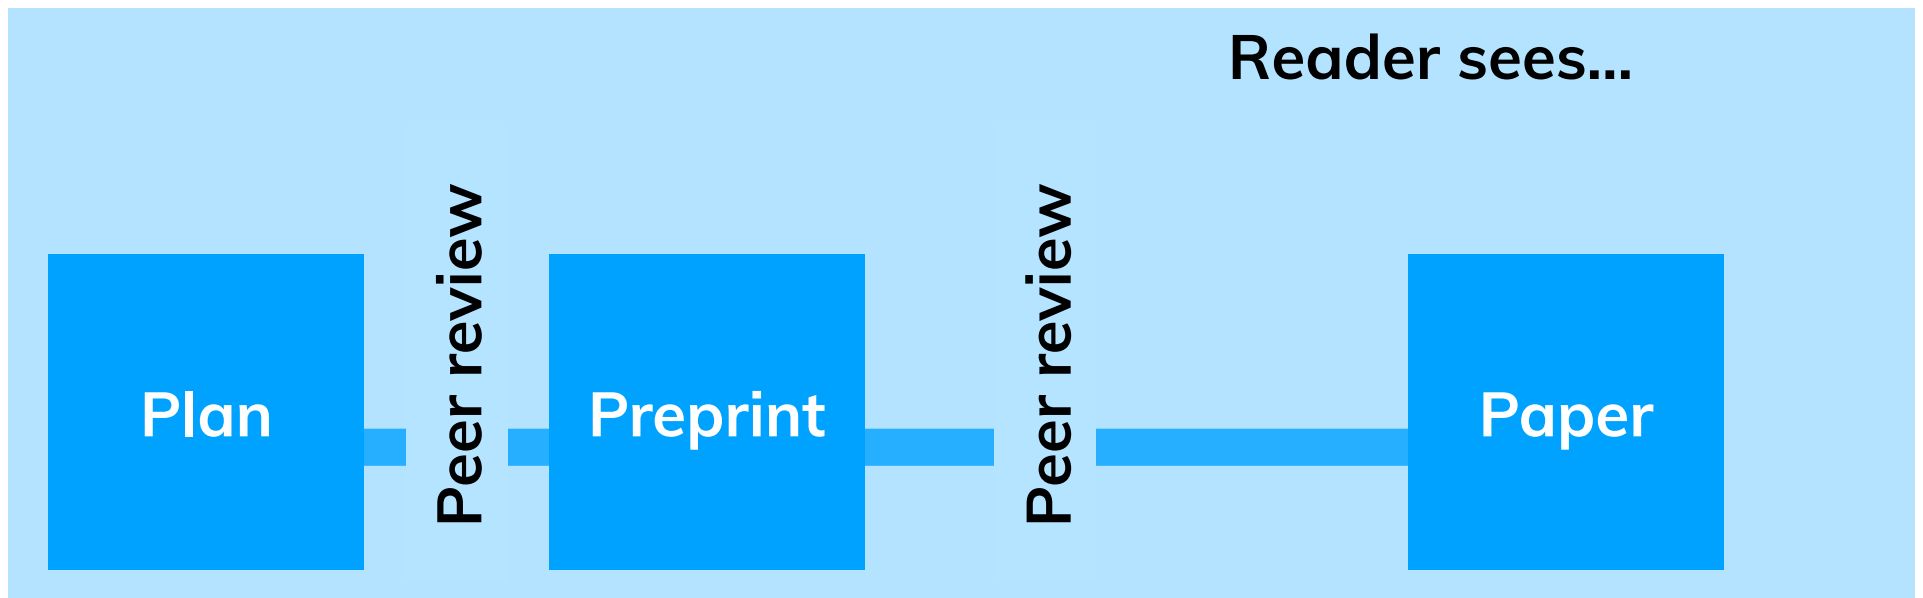 Reader sees...
Plan
Peer review
Preprint
Peer review
Paper